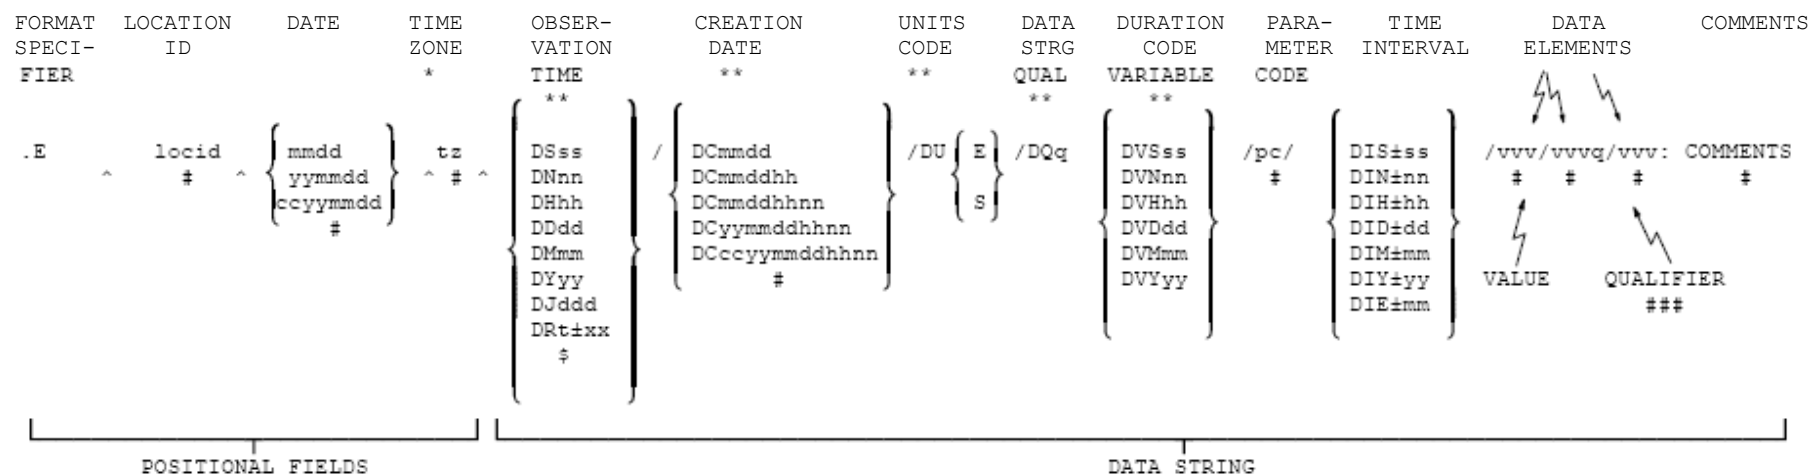 FORMAT LOCATION DATE TIME OBSER- CREATION UNITS DATA DURATION PARA- TIME DATA COMMENTS
SPECI- ID ZONE VATION DATE CODE STRG CODE METER INTERVAL ELEMENTS
FIER * TIME ** ** QUAL VARIABLE CODE
** ** **
.E locid mmdd tz DSss / DCmmdd /DU E /DQq DVSss /pc/ DIS±ss /vvv/vvvq/vvv: COMMENTS
^ # ^ yymmdd ^ # ^ DNnn DCmmddhh DVNnn # DIN±nn # # # #
ccyymmdd DHhh DCmmddhhnn S DVHhh DIH±hh
# DDdd DCyymmddhhnn DVDdd DID±dd
DMmm DCccyymmddhhnn DVMmm DIM±mm
DYyy # DVYyy DIY±yy VALUE QUALIFIER
DJddd DIE±mm ###
DRt±xx
$
POSITIONAL FIELDS DATA STRING